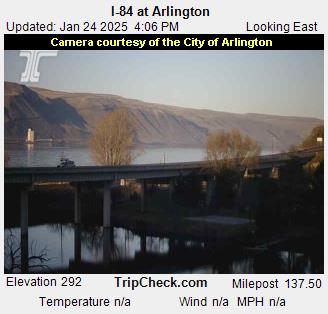 I-84 at Arlington
Updated: Jan 24 2025 4:06 PM Looking East
Camera courtesy of the City of Arlington
Elevation 292 TripCheck.com Milepost 137.50
Temperature n/a Wind n/a MPH n/a